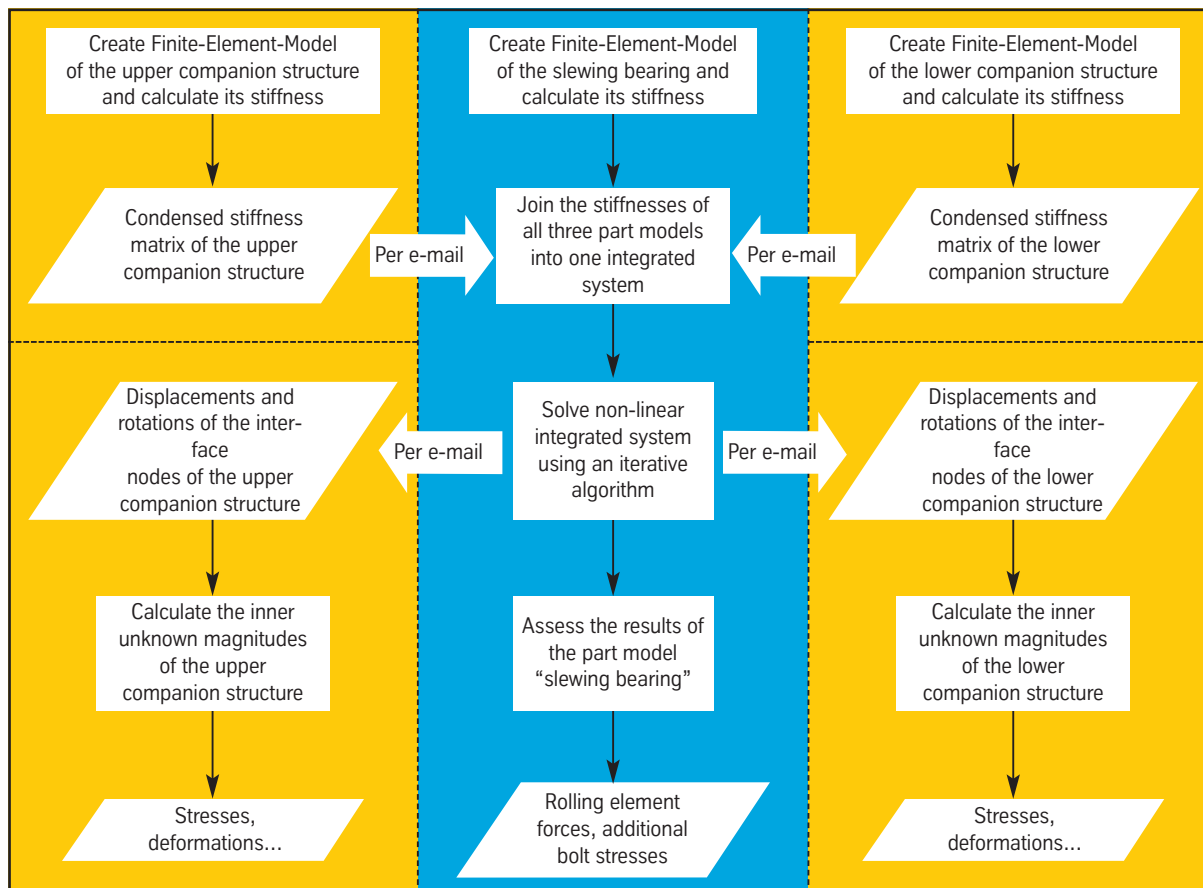 Create Finite-Element-Model
of the upper companion structure
and calculate its stiffness
Create Finite-Element-Model
of the slewing bearing and
calculate its stiffness
Create Finite-Element-Model
of the lower companion structure
and calculate its stiffness
Condensed stiffness
matrix of the upper
companion structure
Per e-mail
Join the stiffnesses of
all three part models
into one integrated
system
Per e-mail
Condensed stiffness
matrix of the lower
companion structure
Displacements and
rotations of the inter-
face
nodes of the upper
companion structure
Per e-mail
Solve non-linear
integrated system
using an iterative
algorithm
Per e-mail
Displacements and
rotations of the inter-
face
nodes of the lower
companion structure
Calculate the inner
unknown magnitudes
of the upper
companion structure
Assess the results of
the part model
“slewing bearing”
Calculate the inner
unknown magnitudes
of the lower
companion structure
Stresses,
deformations...
Rolling element
forces, additional
bolt stresses
Stresses,
deformations...